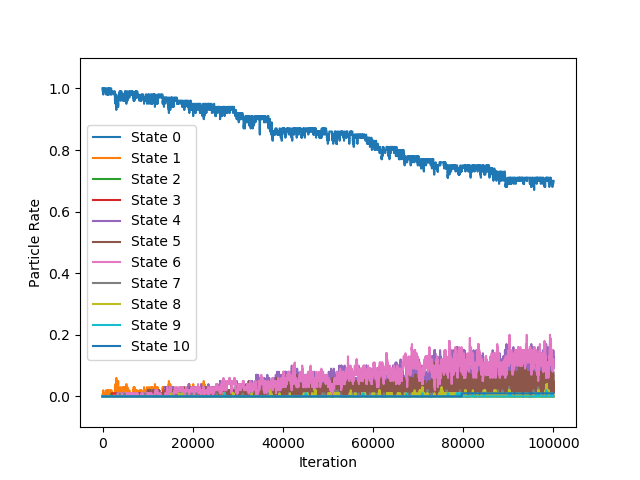 1.0
0.8
0.6
0.4
0.2
0.0
Particle Rate
State 0
State 1
State 2
State 3
State 4
State 5
State 6
State 7
State 8
State 9
State 10
0 20000 40000 60000 80000 100000
Iteration